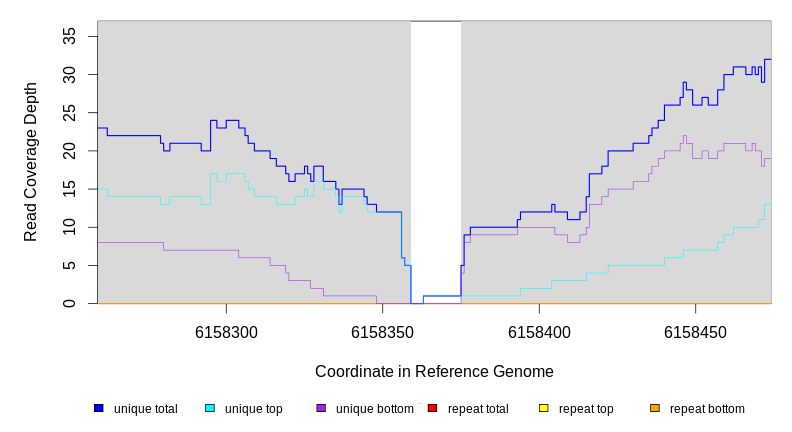 Read Coverage Depth
35
30
25
20
15
10
5
0
6158300 6158350 6158400 6158450
Coordinate in Reference Genome
unique total unique top unique bottom repeat total repeat top repeat bottom